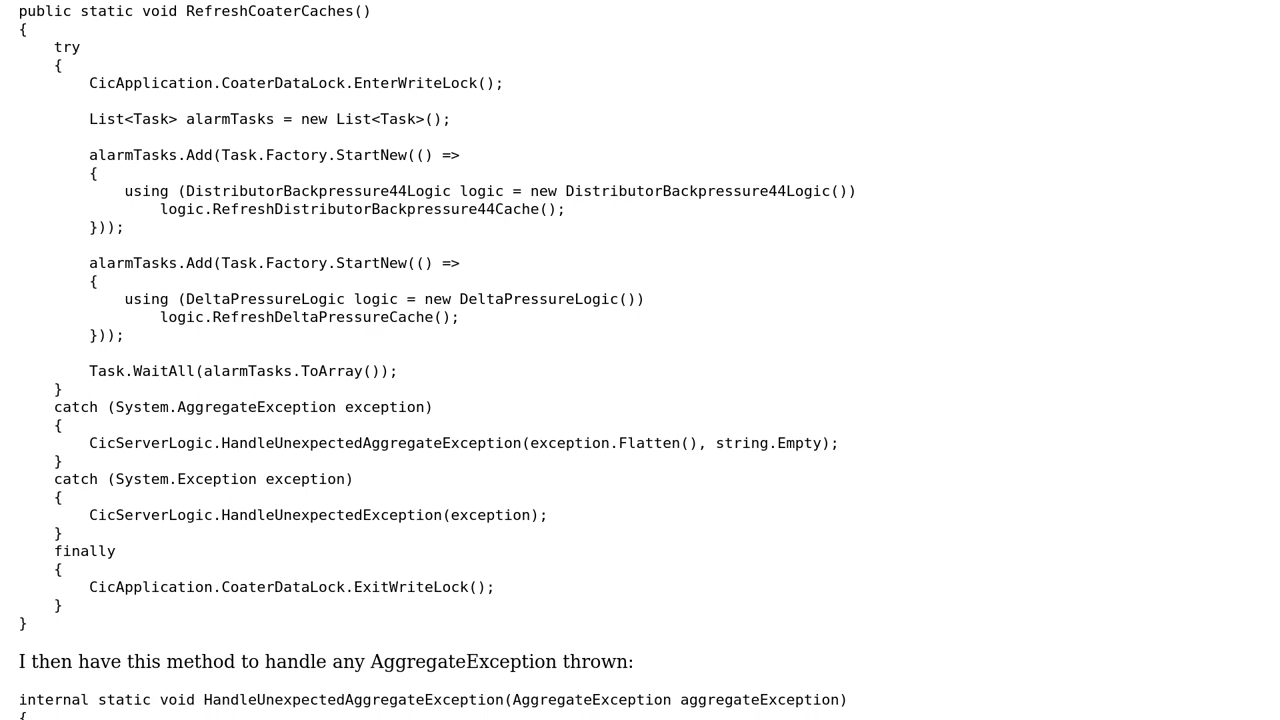 public static void RefreshCoaterCaches()
{
    try
    {
        CicApplication.CoaterDataLock.EnterWriteLock();

        List<Task> alarmTasks = new List<Task>();

        alarmTasks.Add(Task.Factory.StartNew(() =>
        {
            using (DistributorBackpressure44Logic logic = new DistributorBackpressure44Logic())
                logic.RefreshDistributorBackpressure44Cache();
        }));

        alarmTasks.Add(Task.Factory.StartNew(() =>
        {
            using (DeltaPressureLogic logic = new DeltaPressureLogic())
                logic.RefreshDeltaPressureCache();
        }));

        Task.WaitAll(alarmTasks.ToArray());
    }
    catch (System.AggregateException exception)
    {
        CicServerLogic.HandleUnexpectedAggregateException(exception.Flatten(), string.Empty);
    }
    catch (System.Exception exception)
    {
        CicServerLogic.HandleUnexpectedException(exception);
    }
    finally
    {
        CicApplication.CoaterDataLock.ExitWriteLock();
    }
}
I then have this method to handle any AggregateException thrown:
internal static void HandleUnexpectedAggregateException(AggregateException aggregateException)
{